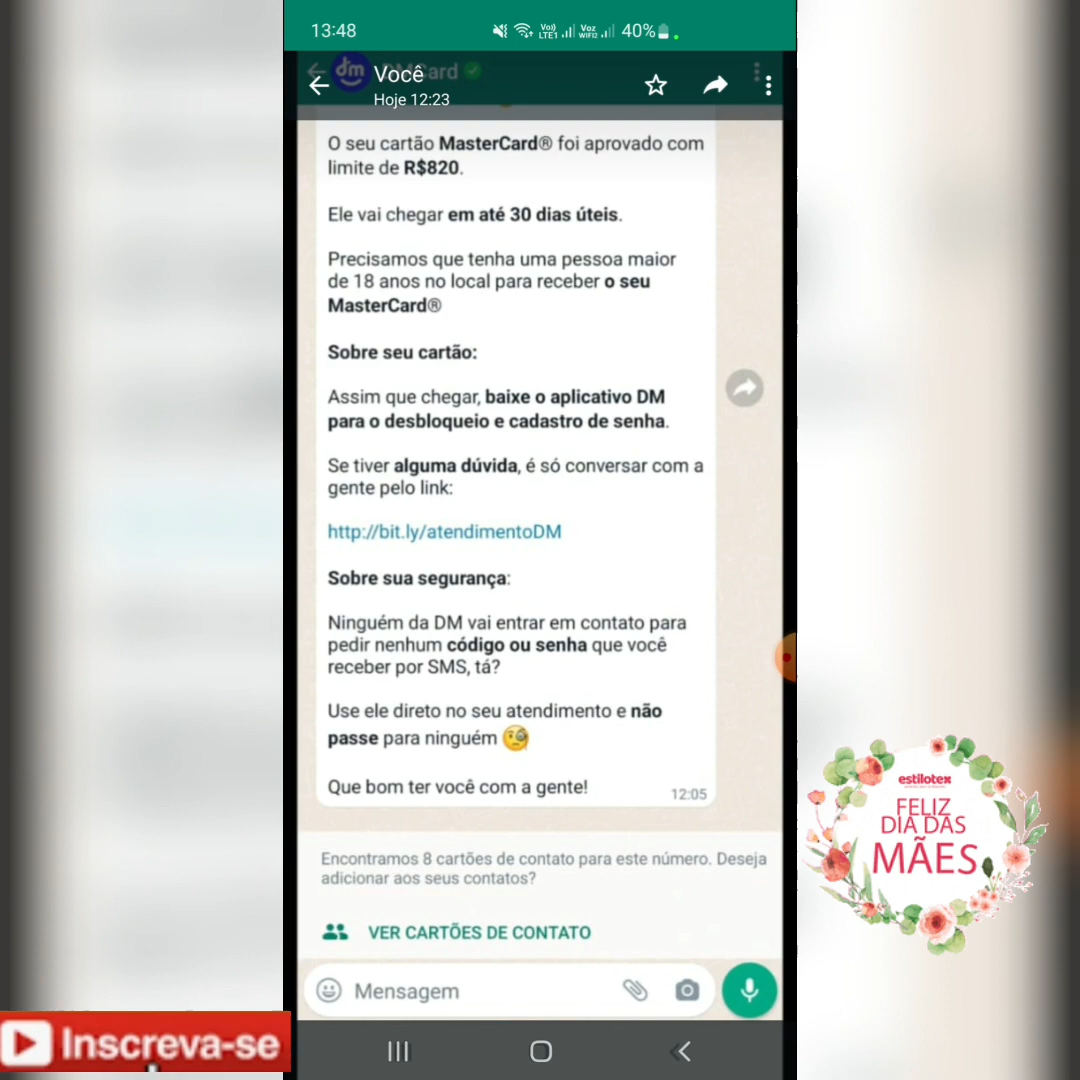 13:48
Vo)) LTE1
Voz WiFi2
40%
dm
DMCard
Você
Hoje 12:23
O seu cartão MasterCard® foi aprovado com
limite de R$820.
Ele vai chegar em até 30 dias úteis.
Precisamos que tenha uma pessoa maior
de 18 anos no local para receber o seu
MasterCard®
Sobre seu cartão:
Assim que chegar, baixe o aplicativo DM
para o desbloqueio e cadastro de senha.
Se tiver alguma dúvida, é só conversar com a
gente pelo link:
http://bit.ly/atendimentoDM
Sobre sua segurança:
Ninguém da DM vai entrar em contato para
pedir nenhum código ou senha que você
receber por SMS, tá?
Use ele direto no seu atendimento e não
passe para ninguém 🧐
Que bom ter você com a gente!
12:05
Encontramos 8 cartões de contato para este número. Deseja
adicionar aos seus contatos?
VER CARTÕES DE CONTATO
Mensagem
estilotex
FELIZ
DIA DAS
MÃES
Inscreva-se